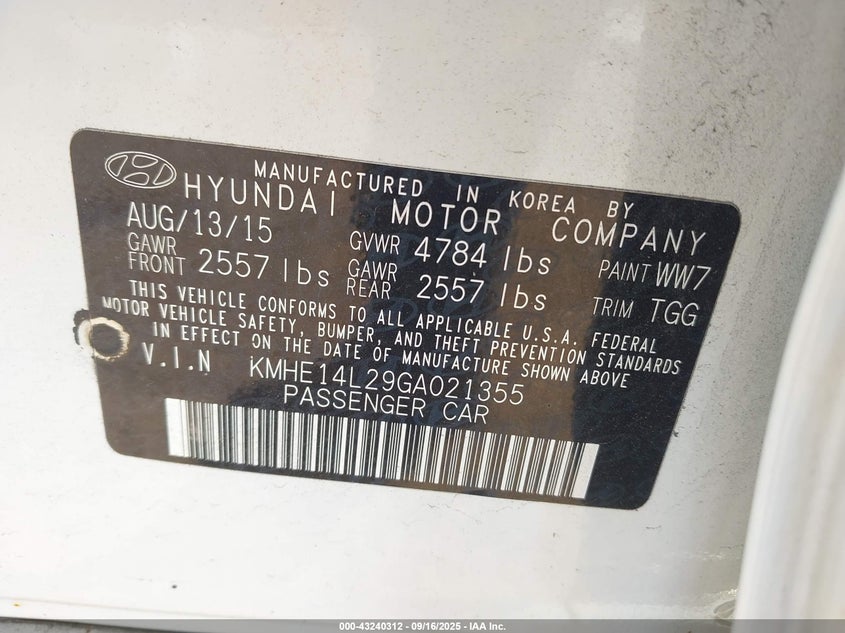 MANUFACTURED IN KOREA BY
HYUNDAI MOTOR COMPANY
AUG/13/15 GVWR 4784 lbs PAINT WW7
GAWR FRONT 2557 lbs GAWR REAR 2557 lbs TRIM TGG
THIS VEHICLE CONFORMS TO ALL APPLICABLE U.S.A. FEDERAL
MOTOR VEHICLE SAFETY, BUMPER, AND THEFT PREVENTION STANDARDS
IN EFFECT ON THE DATE OF MANUFACTURE SHOWN ABOVE
V.I.N KMHE14L29GA021355
PASSENGER CAR
000-43240312 - 09/16/2025 - IAA Inc.